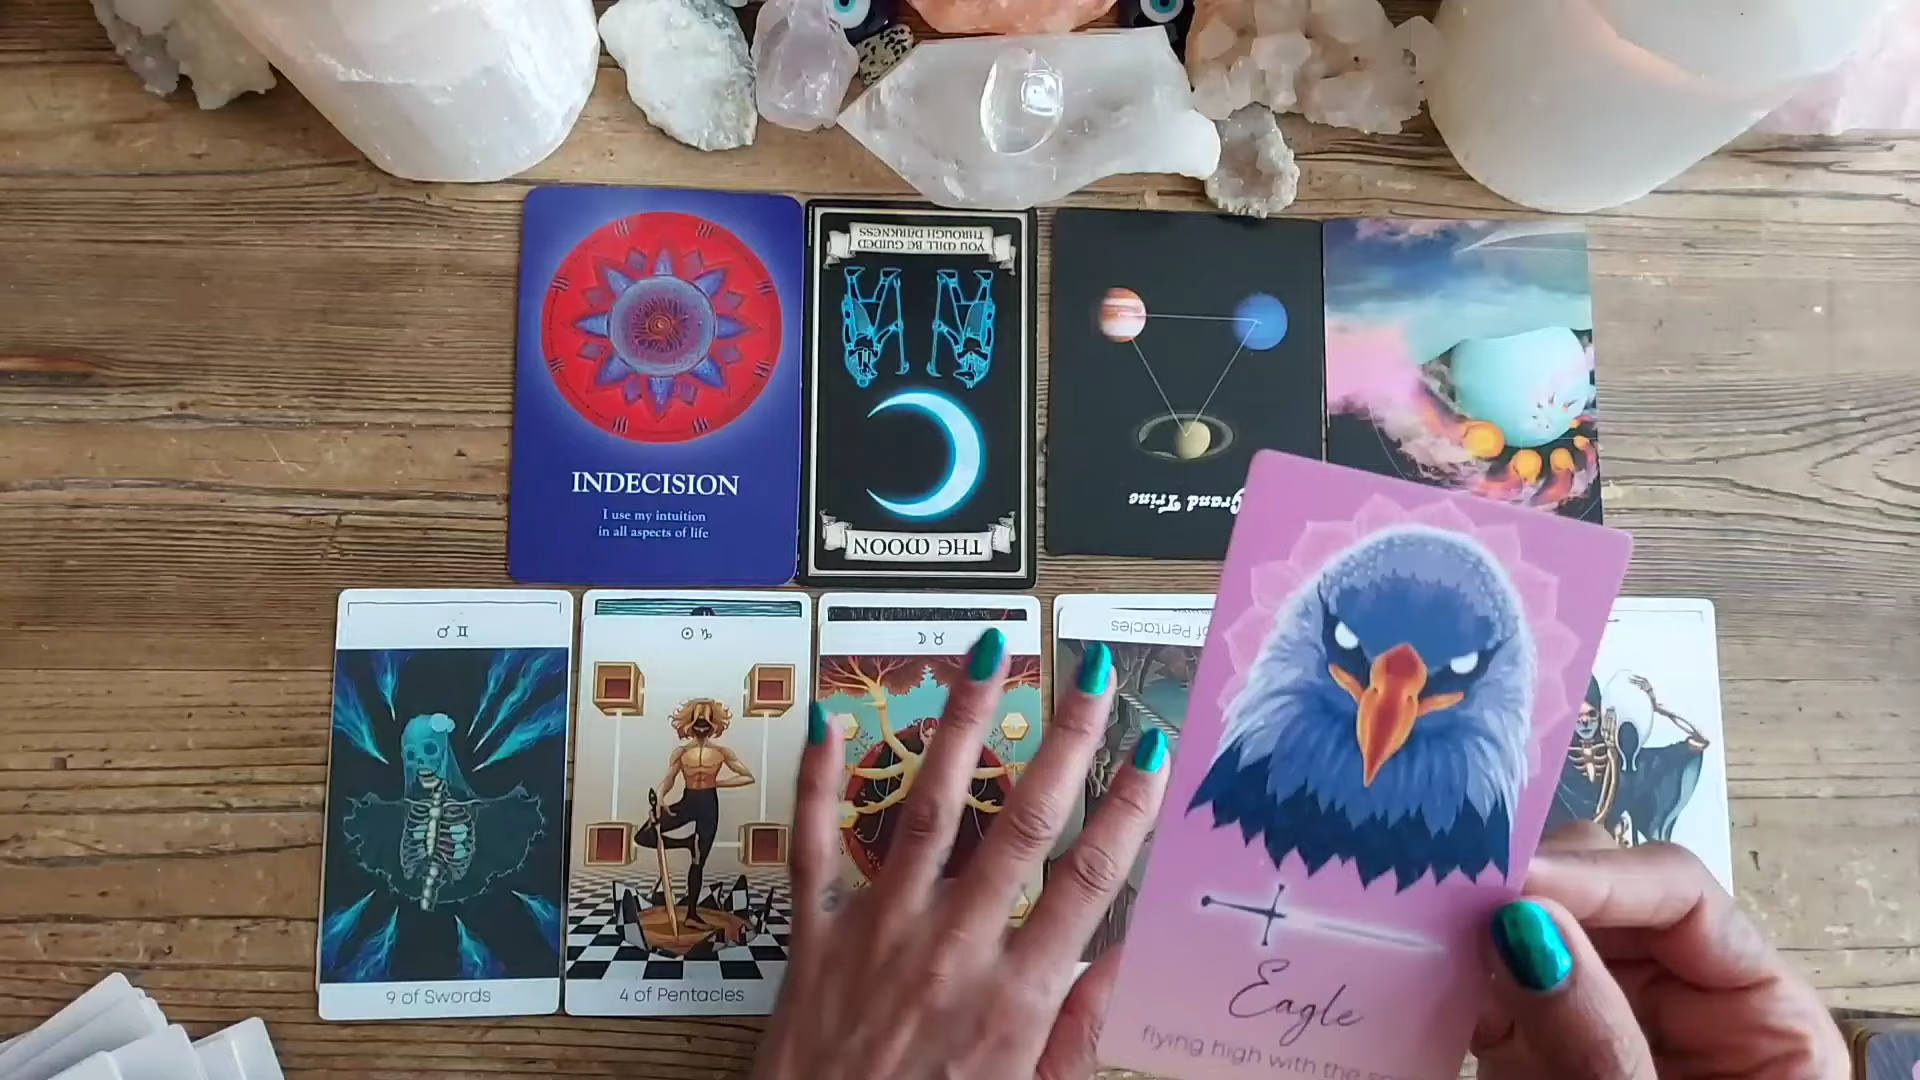 YOU WILL BE GUIDED
THROUGH DARKNESS
INDECISION
I use my intuition
in all aspects of life
THE MOON
Grand Trine
♂ ♊
☉ ♑
☾ ♉
of Pentacles
9 of Swords
4 of Pentacles
Eagle
flying high with the